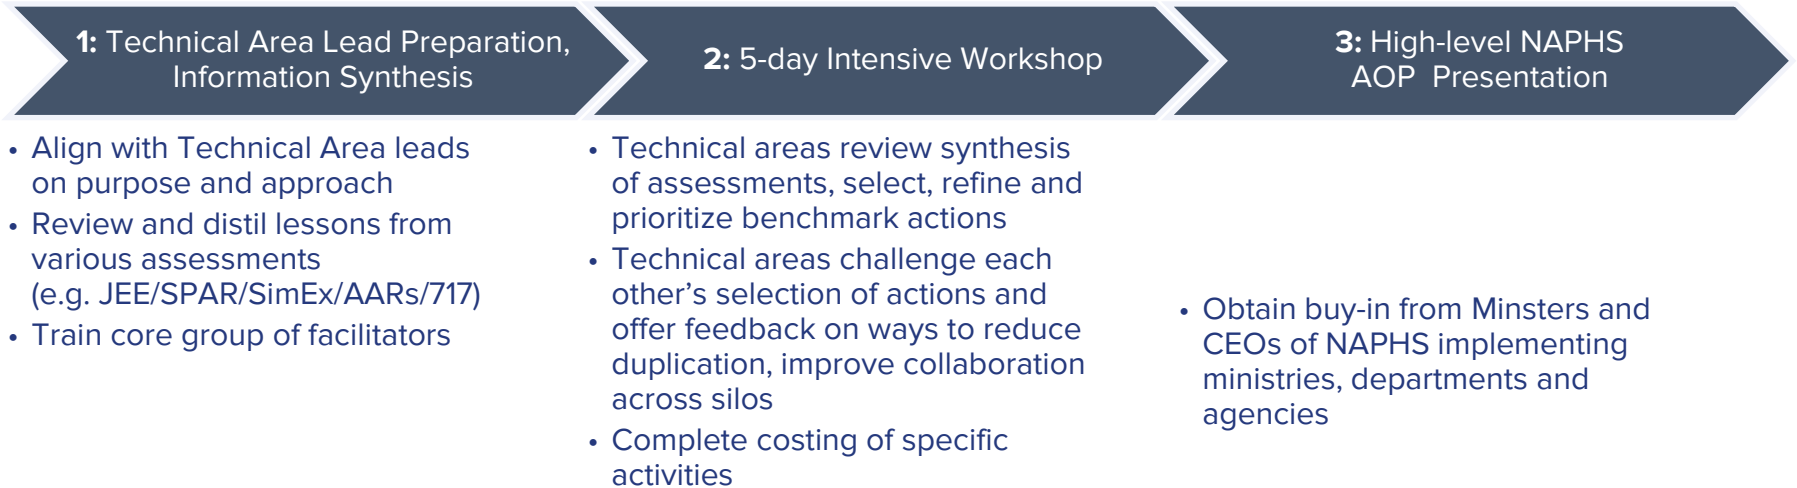 1: Technical Area Lead Preparation,
Information Synthesis
2: 5-day Intensive Workshop
3: High-level NAPHS
AOP Presentation
• Align with Technical Area leads
on purpose and approach
• Review and distil lessons from
various assessments
(e.g. JEE/SPAR/SimEx/AARs/717)
• Train core group of facilitators
• Technical areas review synthesis
of assessments, select, refine and
prioritize benchmark actions
• Technical areas challenge each
other’s selection of actions and
offer feedback on ways to reduce
duplication, improve collaboration
across silos
• Complete costing of specific
activities
• Obtain buy-in from Minsters and
CEOs of NAPHS implementing
ministries, departments and
agencies